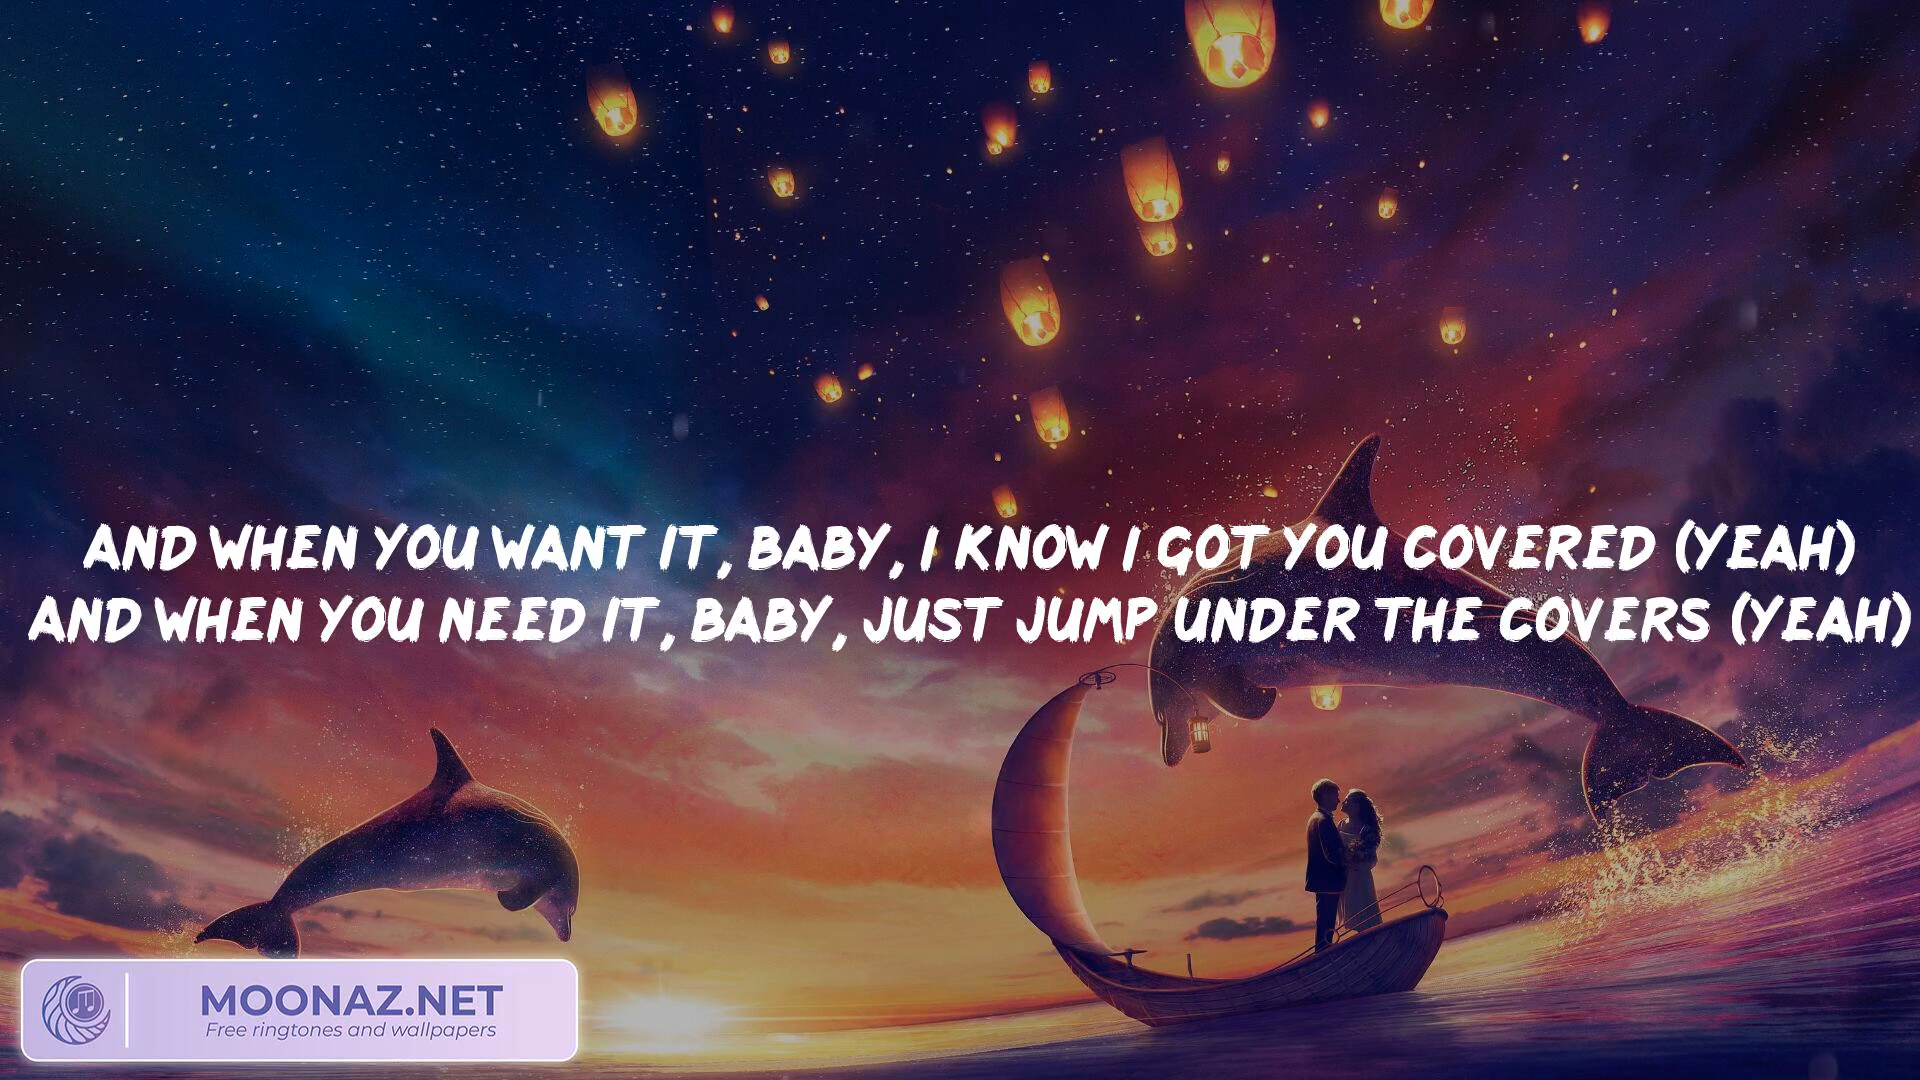 AND WHEN YOU WANT IT, BABY, I KNOW I GOT YOU COVERED (YEAH)
AND WHEN YOU NEED IT, BABY, JUST JUMP UNDER THE COVERS (YEAH)
MOONAZ.NET
Free ringtones and wallpapers